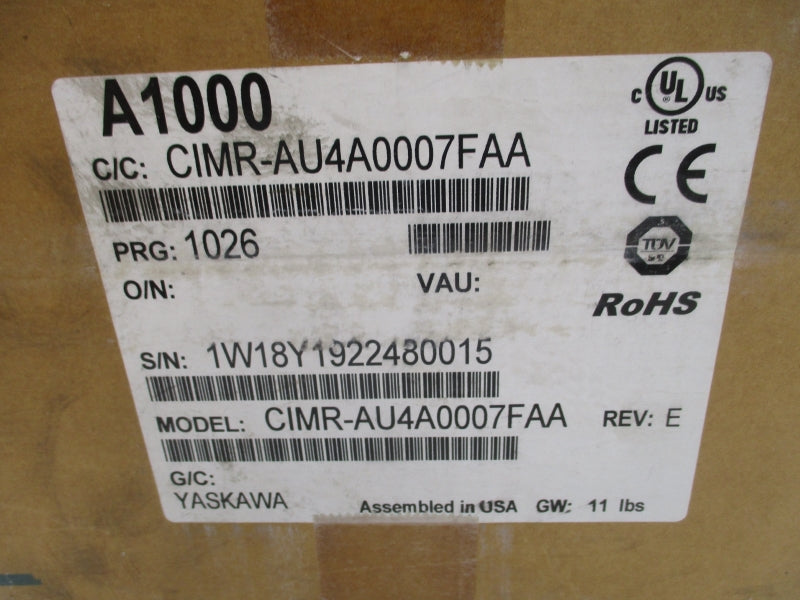 A1000
C UL US
LISTED
C/C: CIMR-AU4A0007FAA
CE
PRG: 1026
TÜV
O/N:
VAU:
RoHS
S/N: 1W18Y1922480015
MODEL: CIMR-AU4A0007FAA REV: E
G/C:
YASKAWA
Assembled in USA GW: 11 lbs